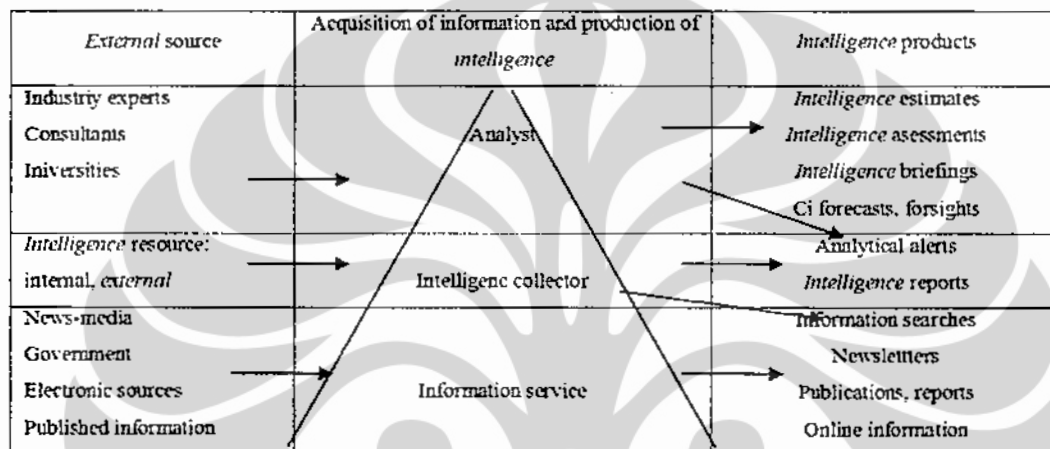 External source
Acquisition of information and production of
intelligence
Intelligence products
Industriy experts
Consultants
Iniversities
Analyst
Intelligence estimates
Intelligence asessments
Intelligence briefings
Ci forecasts, forsights
Intelligence resource:
internal, external
Intelligenc collector
Analytical alerts
Intelligence reports
News-media
Government
Electronic sources
Published information
Information service
Information searches
Newsletters
Publications, reports
Online information